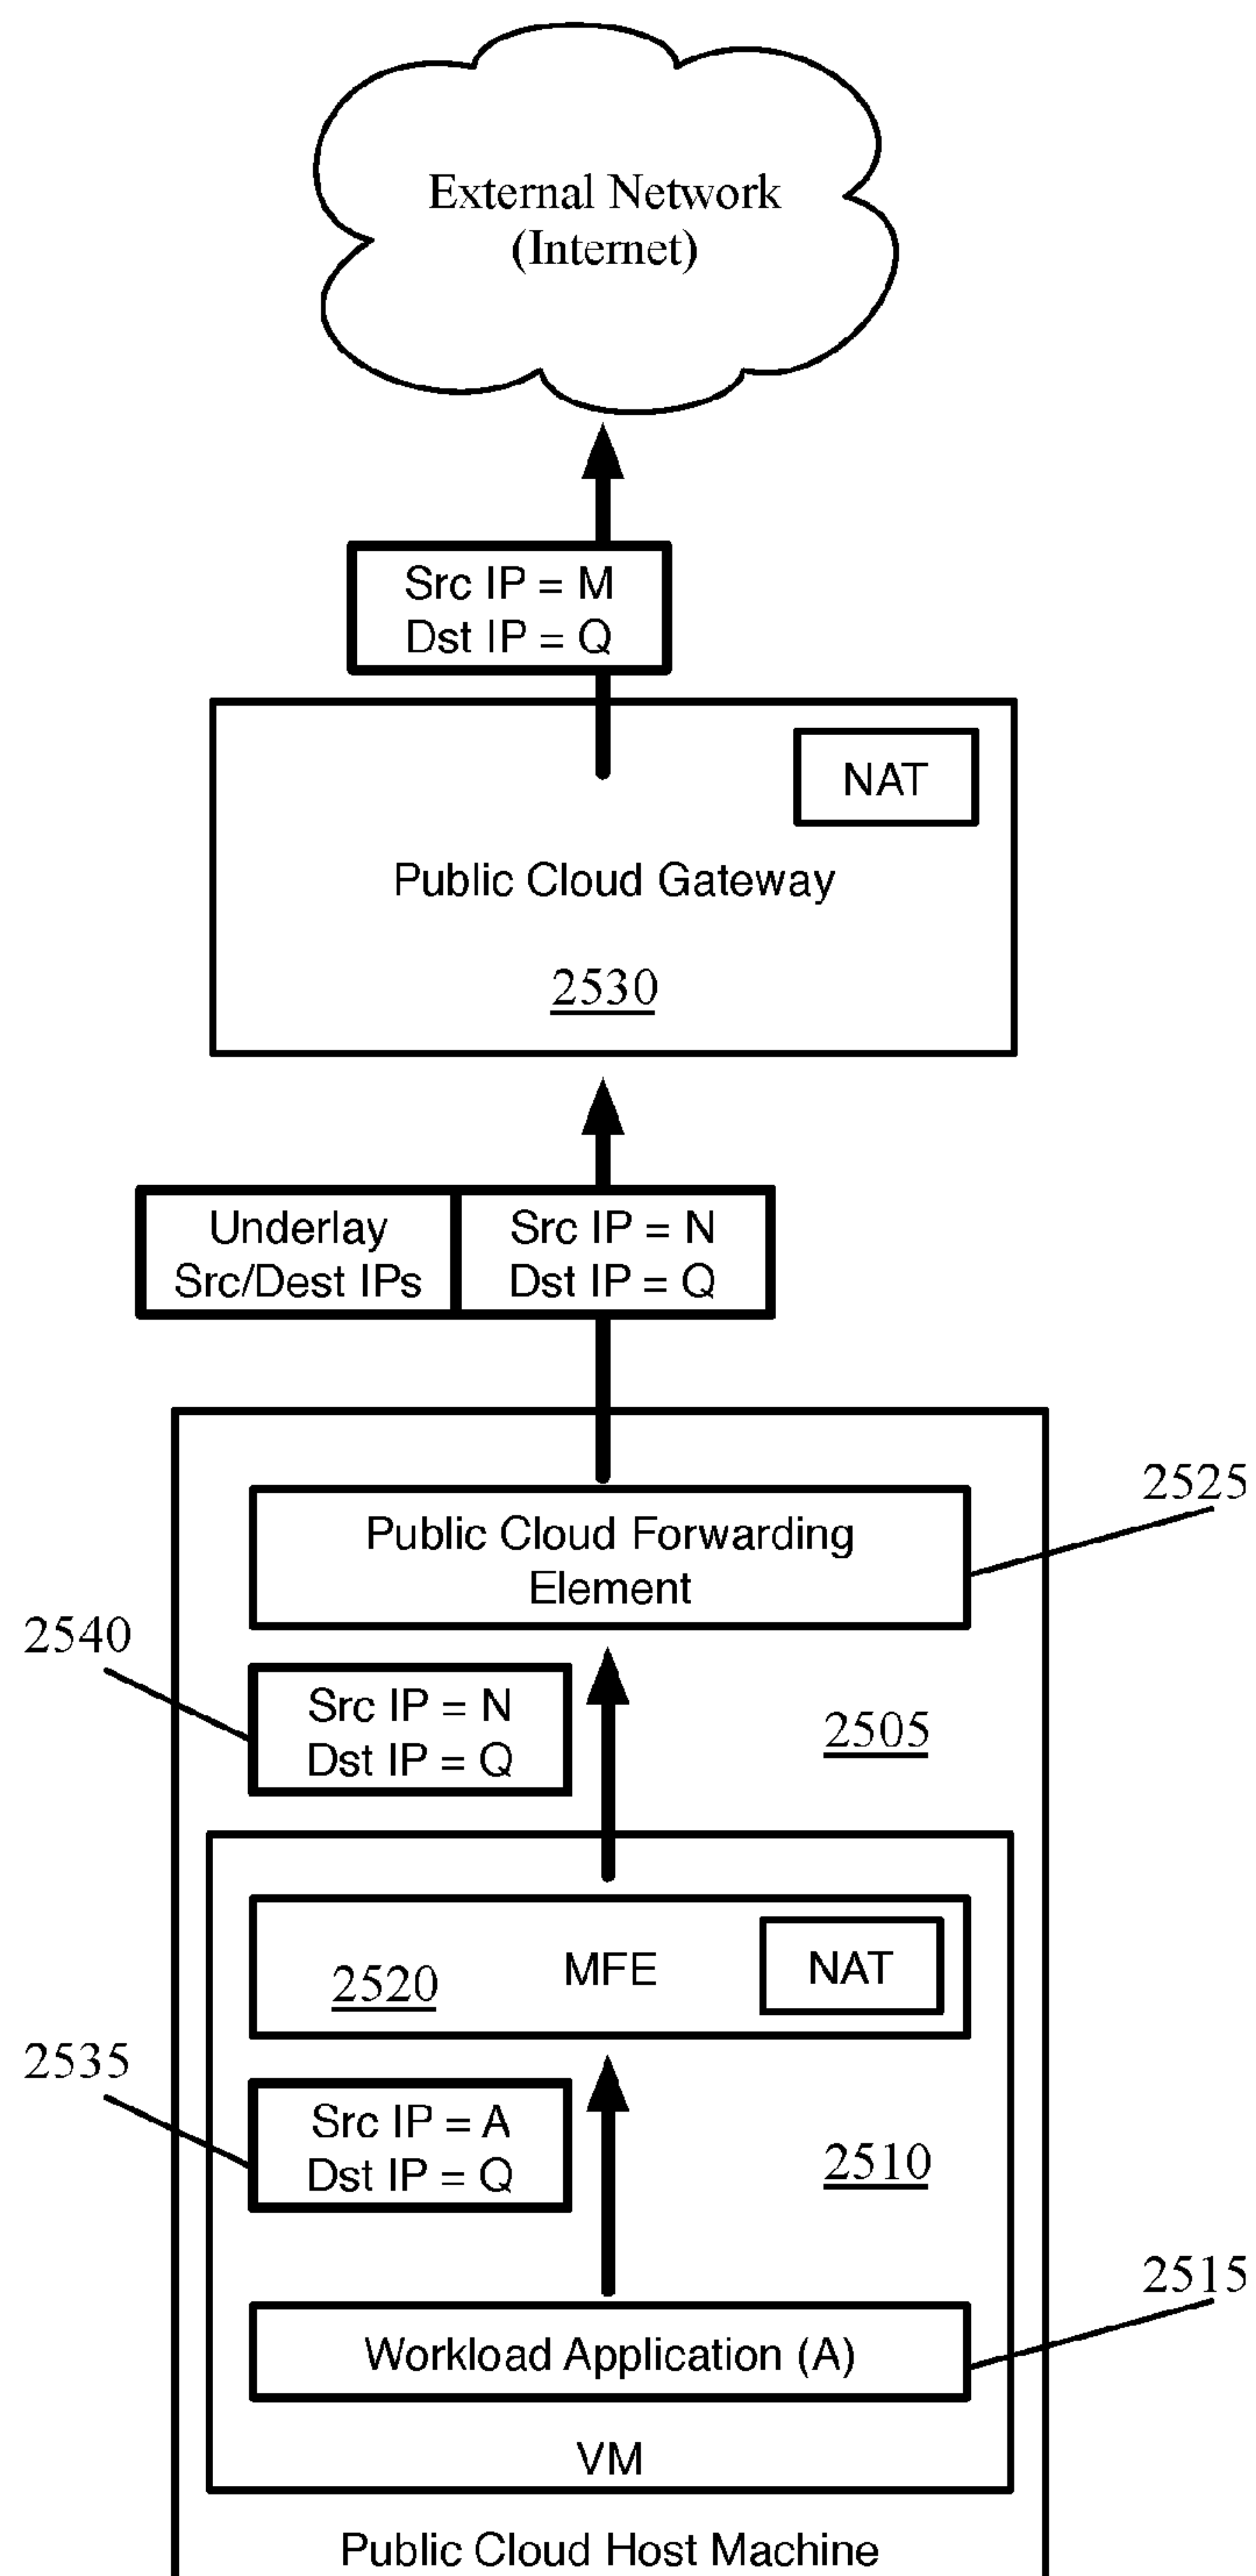 External Network
(Internet)
Src IP = M
Dst IP = Q
NAT
Public Cloud Gateway
2530
Underlay
Src/Dest IPs
Src IP = N
Dst IP = Q
2525
Public Cloud Forwarding
Element
2540
Src IP = N
Dst IP = Q
2505
2520
MFE
NAT
2535
Src IP = A
Dst IP = Q
2510
2515
Workload Application (A)
VM
Public Cloud Host Machine